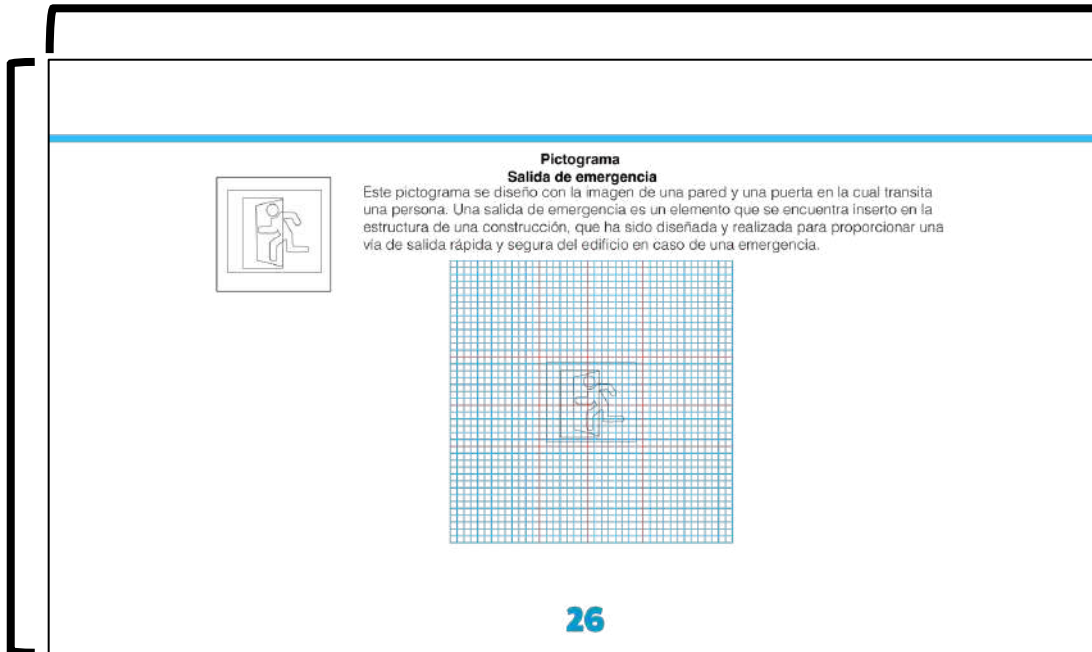 Pictograma
Salida de emergencia
Este pictograma se diseño con la imagen de una pared y una puerta en la cual transita
una persona. Una salida de emergencia es un elemento que se encuentra inserto en la
estructura de una construcción, que ha sido diseñada y realizada para proporcionar una
vía de salida rápida y segura del edificio en caso de una emergencia.
26